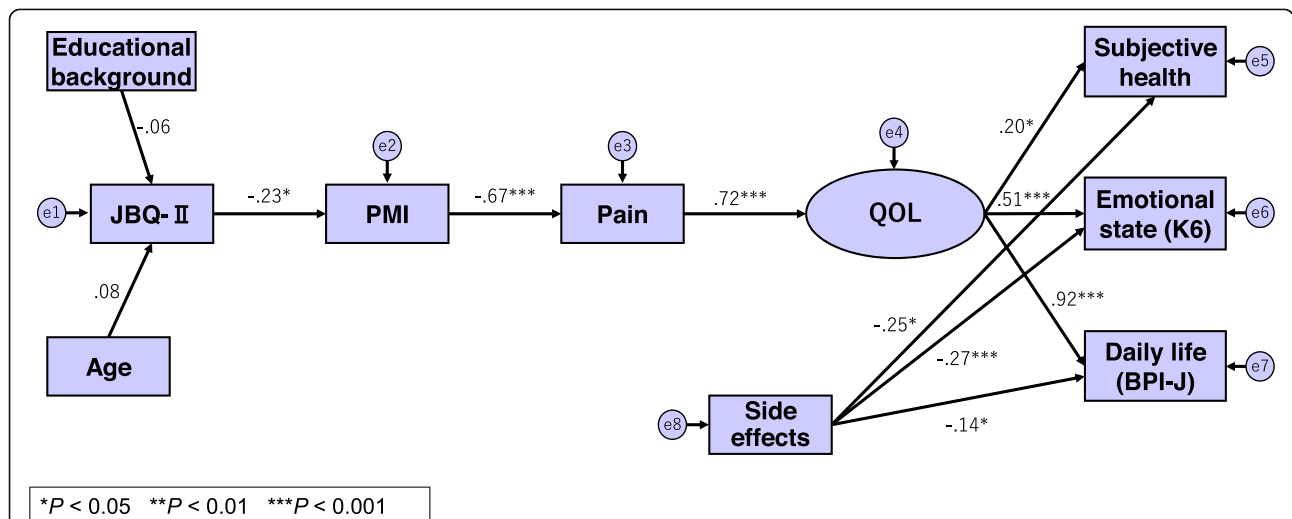 Educational
background
Subjective
health
e5
-.06
.20*
e4
e2
e3
e1
JBQ-Ⅱ
-.23*
PMI
-.67***
Pain
.72***
QOL
.51***
Emotional
state (K6)
e6
.08
.92***
-.25*
Age
-.27***
Daily life
(BPI-J)
e7
Side
effects
e8
-.14*
*P < 0.05 **P < 0.01 ***P < 0.001